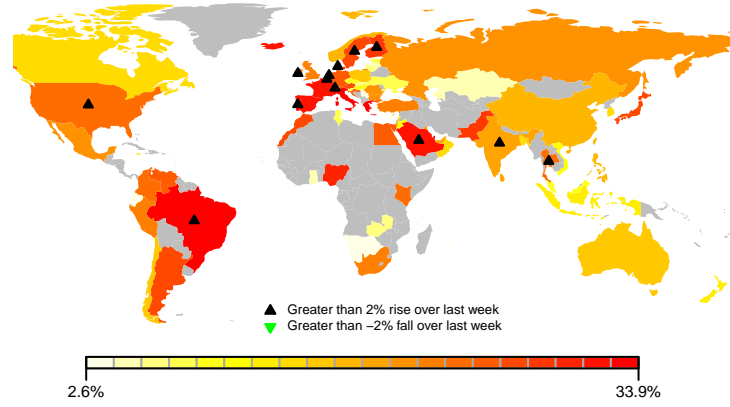 Greater than 2% rise over last week
Greater than −2% fall over last week
2.6%
33.9%